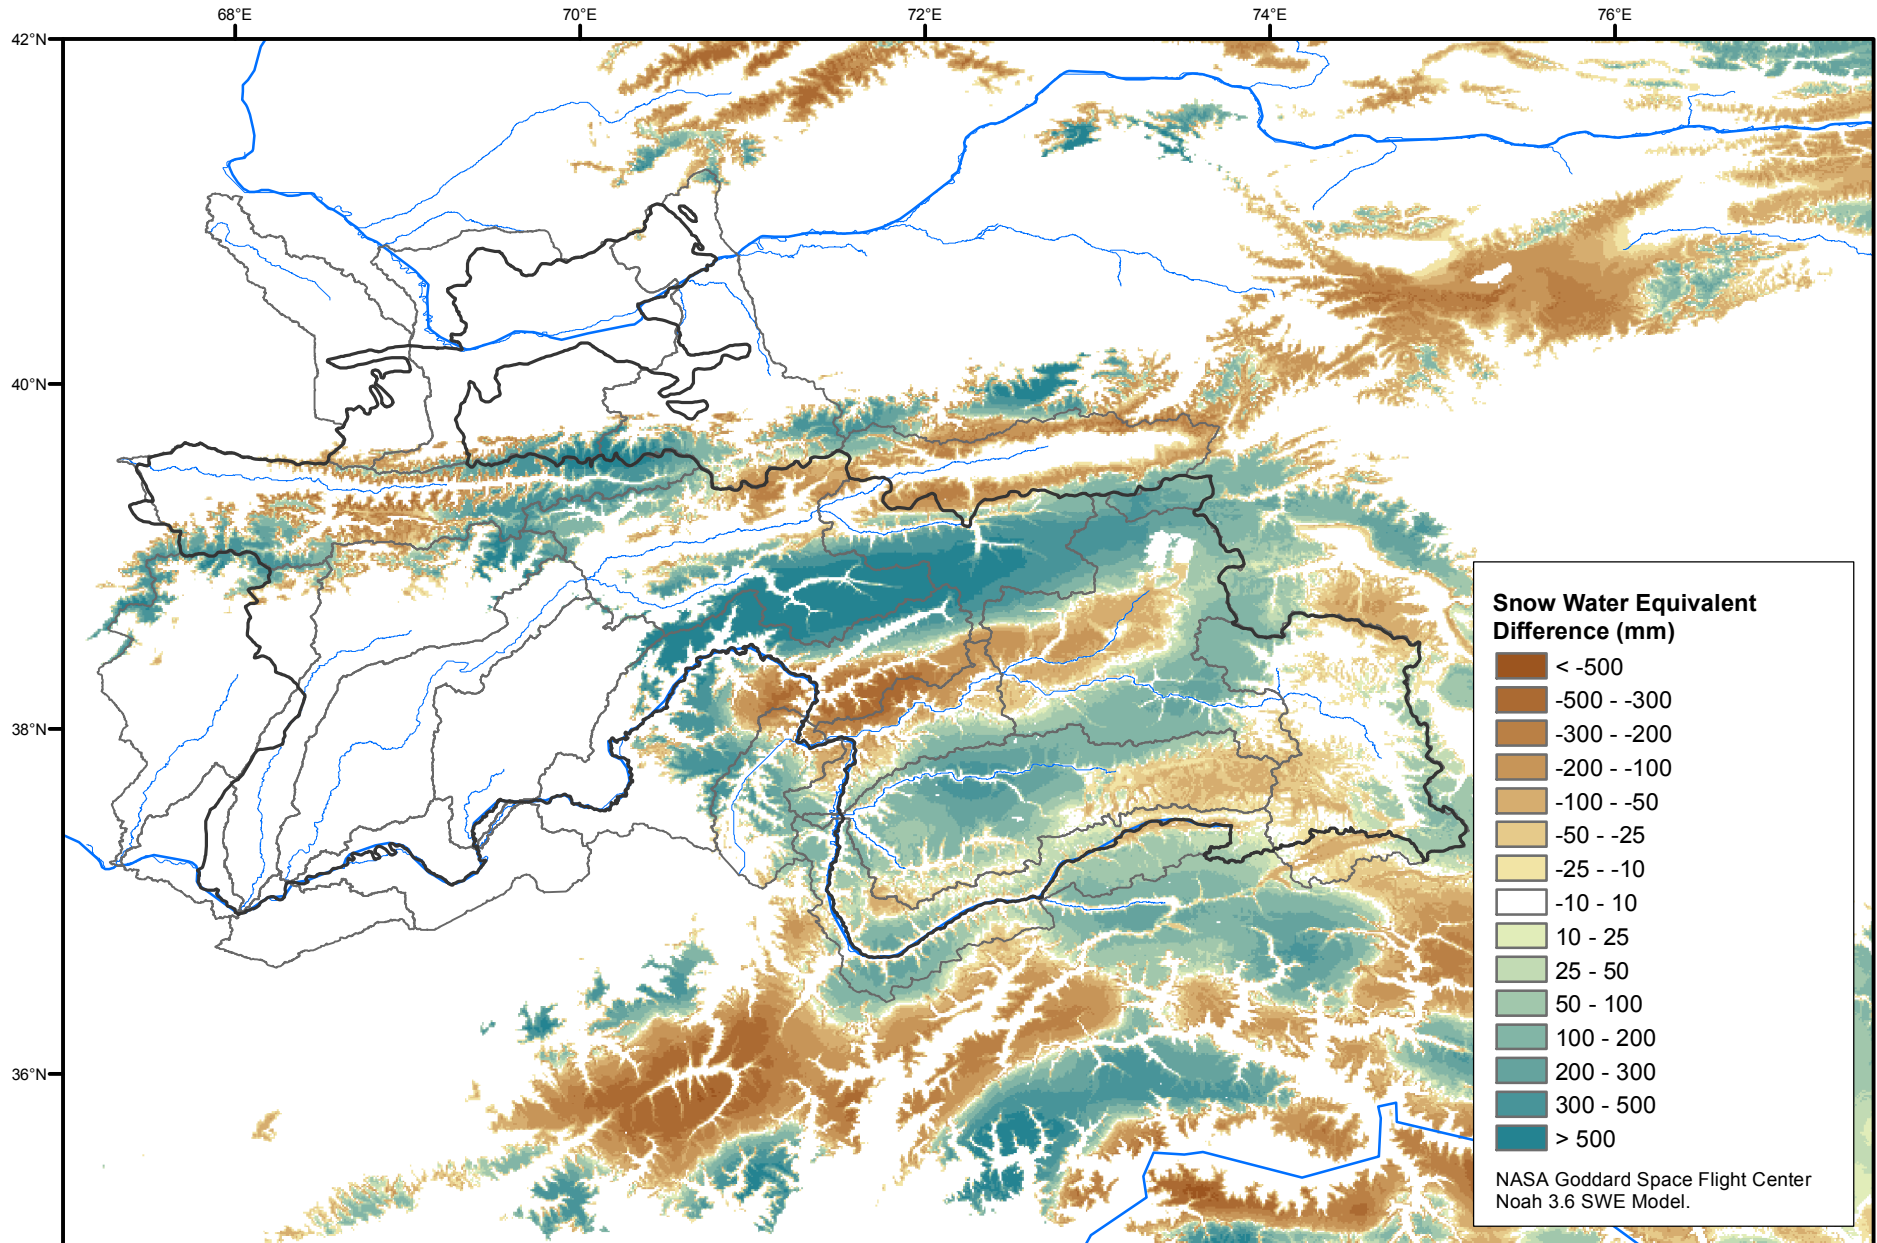 68°E
70°E
72°E
74°E
76°E
42°N
40°N
38°N
36°N
Snow Water Equivalent
Difference (mm)
< -500
-500 - -300
-300 - -200
-200 - -100
-100 - -50
-50 - -25
-25 - -10
-10 - 10
10 - 25
25 - 50
50 - 100
100 - 200
200 - 300
300 - 500
> 500
NASA Goddard Space Flight Center
Noah 3.6 SWE Model.